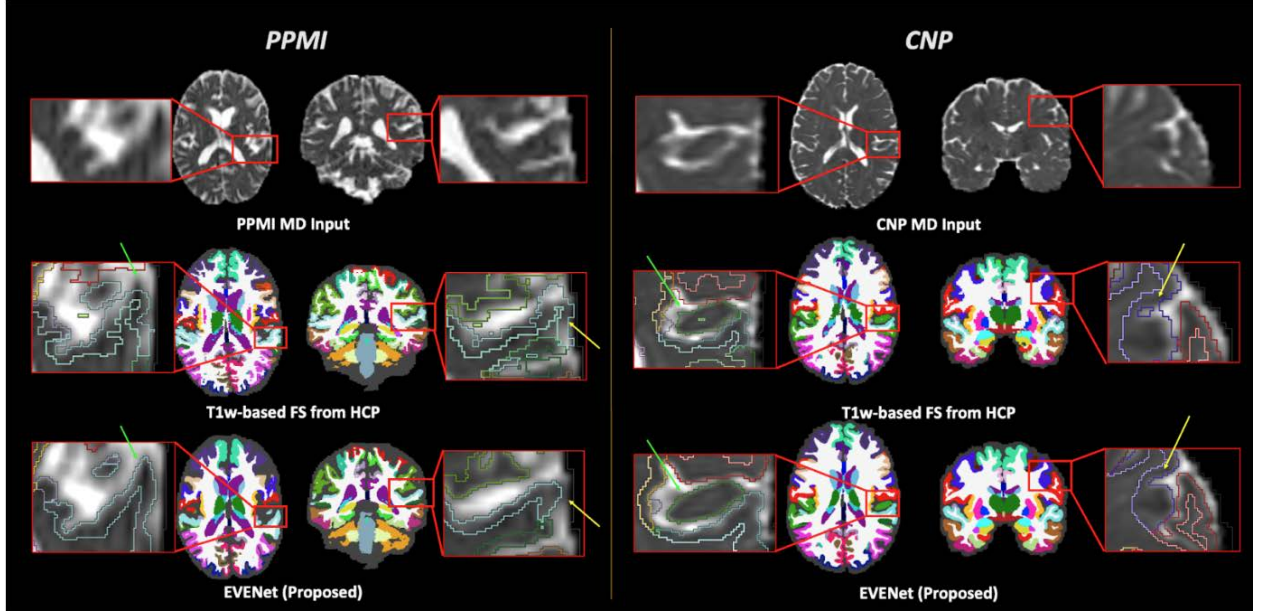 PPMI
CNP
PPMI MD Input
CNP MD Input
T1w-based FS from HCP
T1w-based FS from HCP
EVENet (Proposed)
EVENet (Proposed)